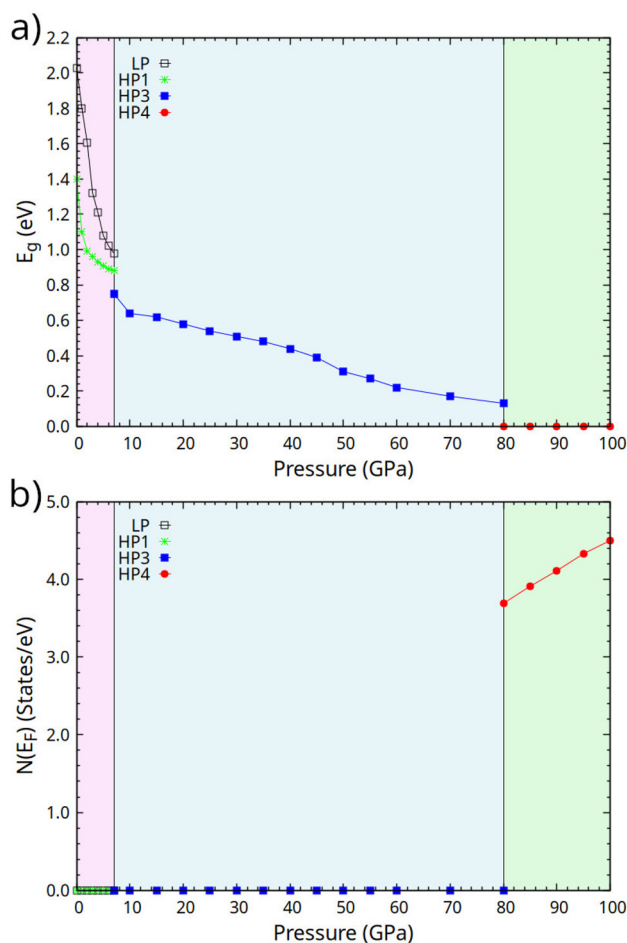 a)
2.2
2.0
1.8
1.6
1.4
1.2
1.0
0.8
0.6
0.4
0.2
0.0
E_g (eV)
LP
HP1
HP3
HP4
0 10 20 30 40 50 60 70 80 90 100
Pressure (GPa)
b)
5.0
4.0
3.0
2.0
1.0
0.0
N(E_F) (States/eV)
LP
HP1
HP3
HP4
0 10 20 30 40 50 60 70 80 90 100
Pressure (GPa)